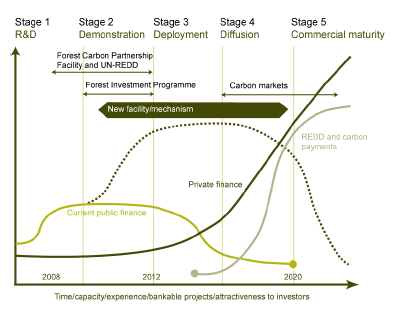 Stage 1
R&D
Stage 2
Demonstration
Stage 3
Deployment
Stage 4
Diffusion
Stage 5
Commercial maturity
Forest Carbon Partnership
Facility and UN-REDD
Forest Investment Programme
Carbon markets
New facility/mechanism
REDD and carbon
payments
Private finance
Current public finance
2008
2012
2020
Time/capacity/experience/bankable projects/attractiveness to investors